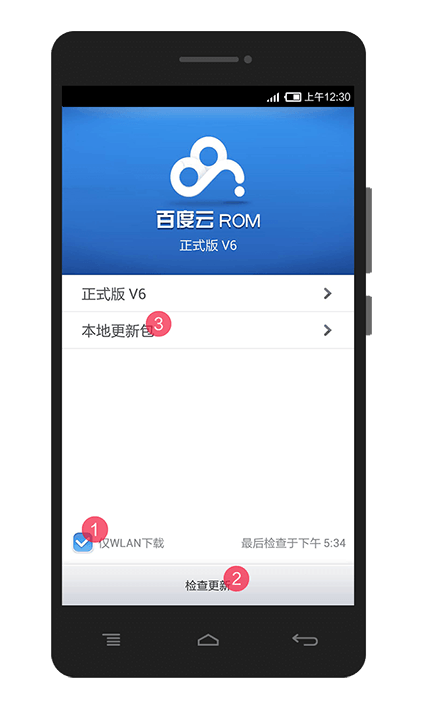 上午12:30
百度云 ROM
正式版 V6
正式版 V6
本地更新包
3
1
仅WLAN下载
最后检查于下午 5:34
检查更新
2